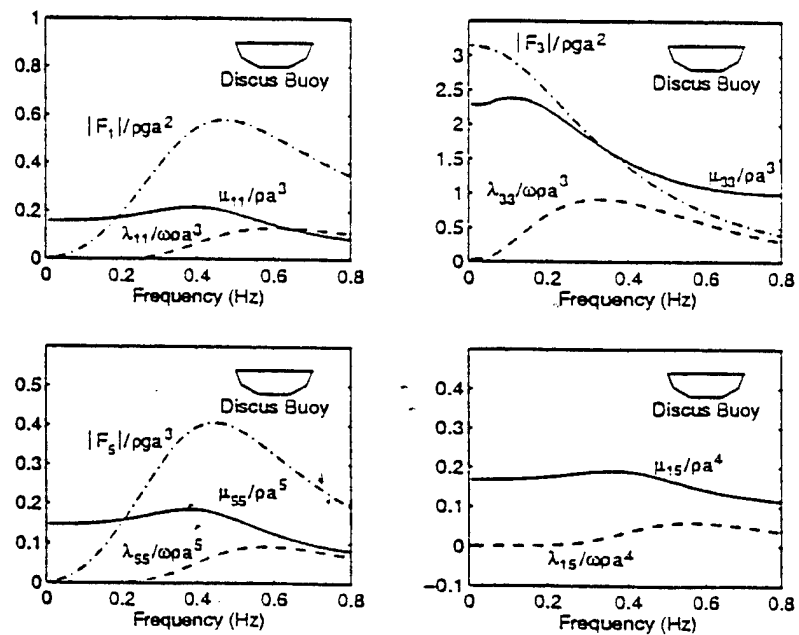 1
0.8
0.6
0.4
0.2
0
Discus Buoy
|F₁|/ρga²
μ₁₁/ρa³
λ₁₁/ωρa³
0 0.2 0.4 0.6 0.8
Frequency (Hz)
3
2.5
2
1.5
1
0.5
0
|F₃|/ρga²
Discus Buoy
μ₃₃/ρa³
λ₃₃/ωρa³
0 0.2 0.4 0.6 0.8
Frequency (Hz)
0.5
0.4
0.3
0.2
0.1
0
Discus Buoy
|F₅|/ρga³
μ₅₅/ρa⁵
λ₅₅/ωρa⁵
0 0.2 0.4 0.6 0.8
Frequency (Hz)
0.4
0.3
0.2
0.1
0
−0.1
Discus Buoy
μ₁₅/ρa⁴
λ₁₅/ωρa⁴
0 0.2 0.4 0.6 0.8
Frequency (Hz)